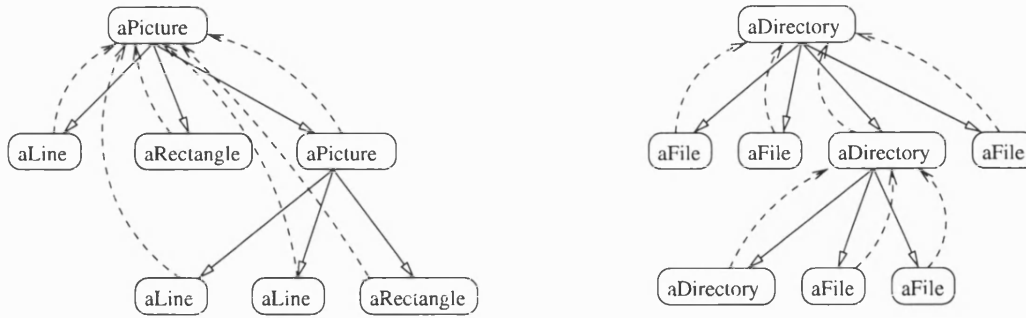 aPicture
aLine
aRectangle
aPicture
aLine
aLine
aRectangle
aDirectory
aFile
aFile
aDirectory
aFile
aDirectory
aFile
aFile